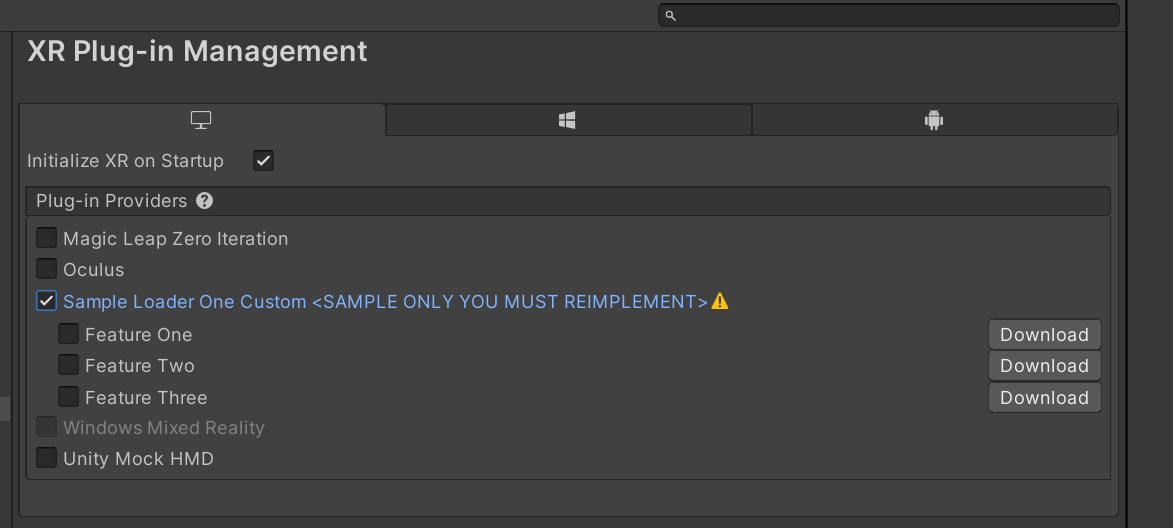 XR Plug-in Management
Initialize XR on Startup
Plug-in Providers ?
Magic Leap Zero Iteration
Oculus
Sample Loader One Custom <SAMPLE ONLY YOU MUST REIMPLEMENT>
Feature One Download
Feature Two Download
Feature Three Download
Windows Mixed Reality
Unity Mock HMD